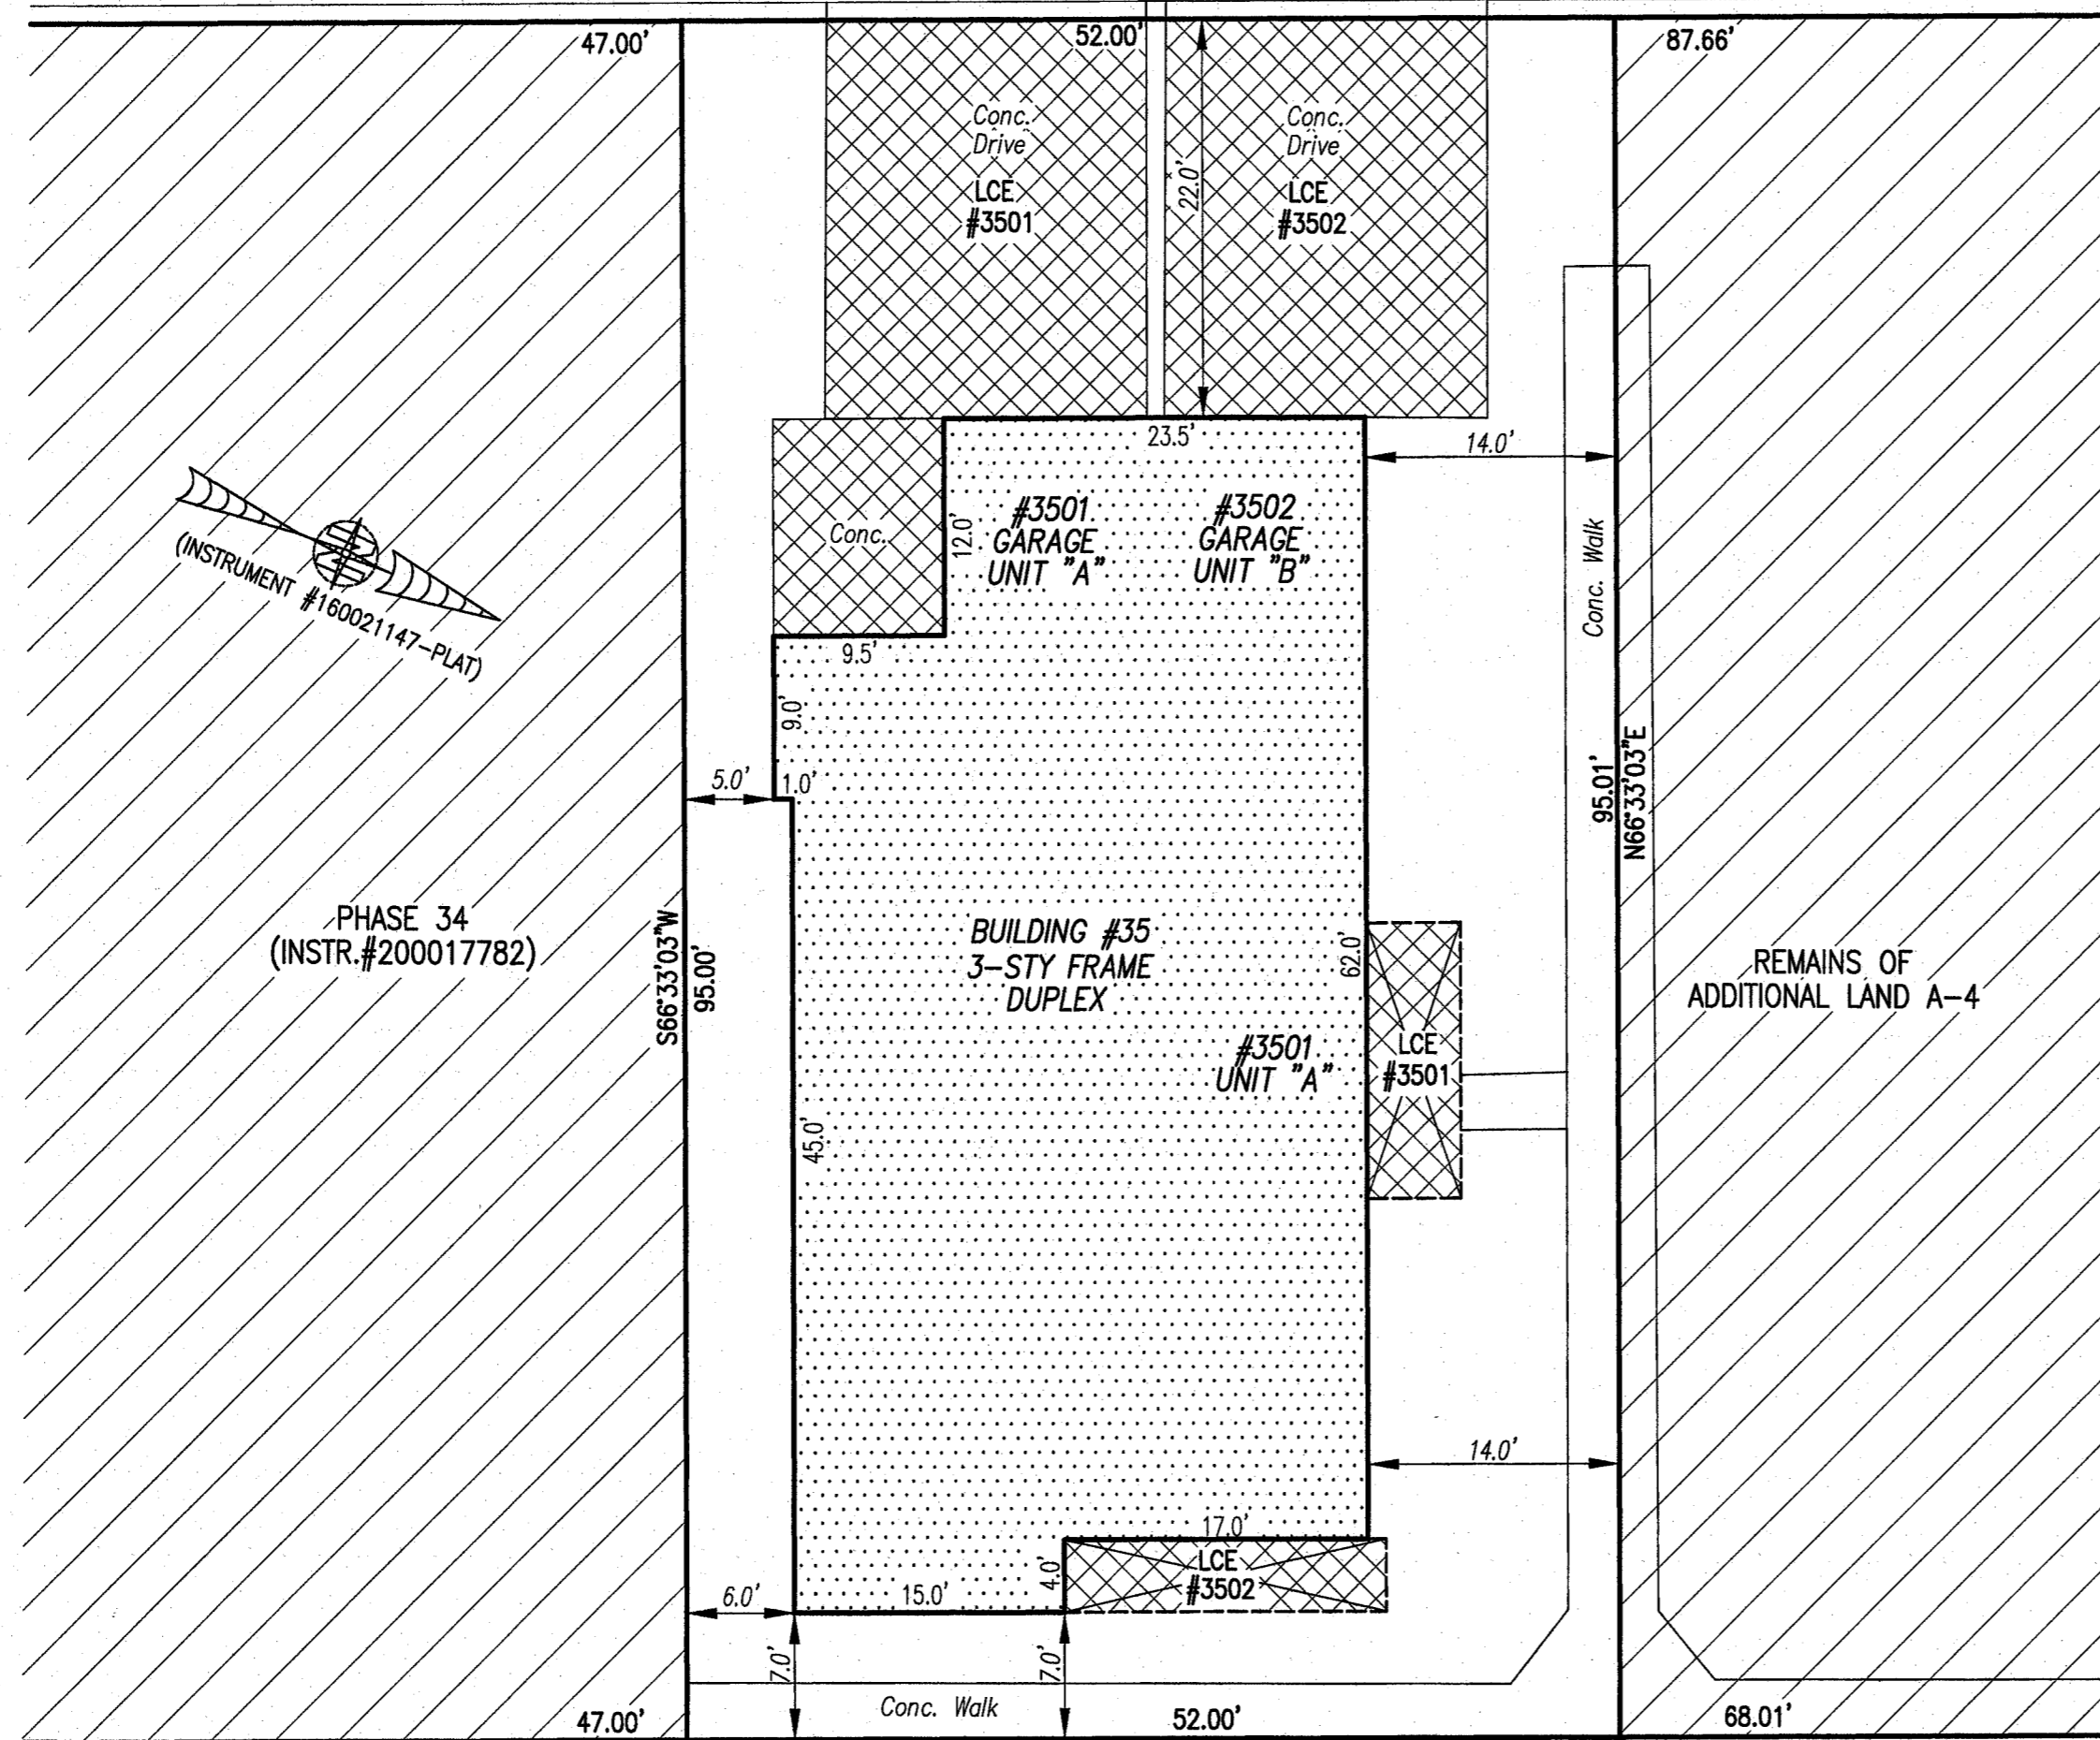 47.00'
52.00'
87.66'
Conc.
Drive
LCE
#3501
22.0'
Conc.
Drive
LCE
#3502
23.5'
14.0'
Conc.
12.0'
#3501
GARAGE
UNIT "A"
#3502
GARAGE
UNIT "B"
Conc. Walk
(INSTRUMENT #160021147-PLAT)
9.5'
9.0'
5.0'
1.0'
95.01'
N66°33'03"E
PHASE 34
(INSTR.#200017782)
S66°33'03"W
95.00'
BUILDING #35
3-STY FRAME
DUPLEX
62.0'
REMAINS OF
ADDITIONAL LAND A-4
#3501
UNIT "A"
LCE
#3501
45.0'
14.0'
17.0'
LCE
#3502
4.0'
6.0'
15.0'
7.0'
7.0'
Conc. Walk
47.00'
52.00'
68.01'